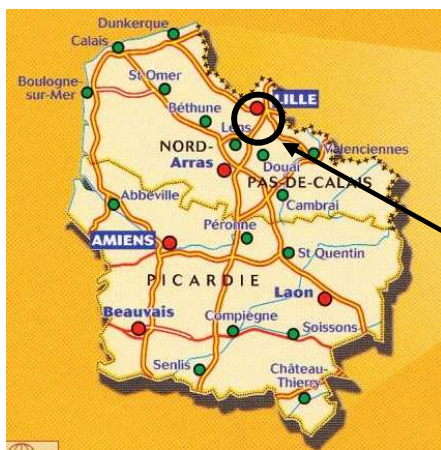 Dunkerque
Calais
Boulogne-
sur-Mer
St Omer
LILLE
Béthune
Lens
NORD-
Valenciennes
Douai
Arras
PAS-DE-CALAIS
Cambrai
Abbeville
Péronne
AMIENS
St Quentin
PICARDIE
Laon
Beauvais
Compiègne
Soissons
Senlis
Château-
Thierry